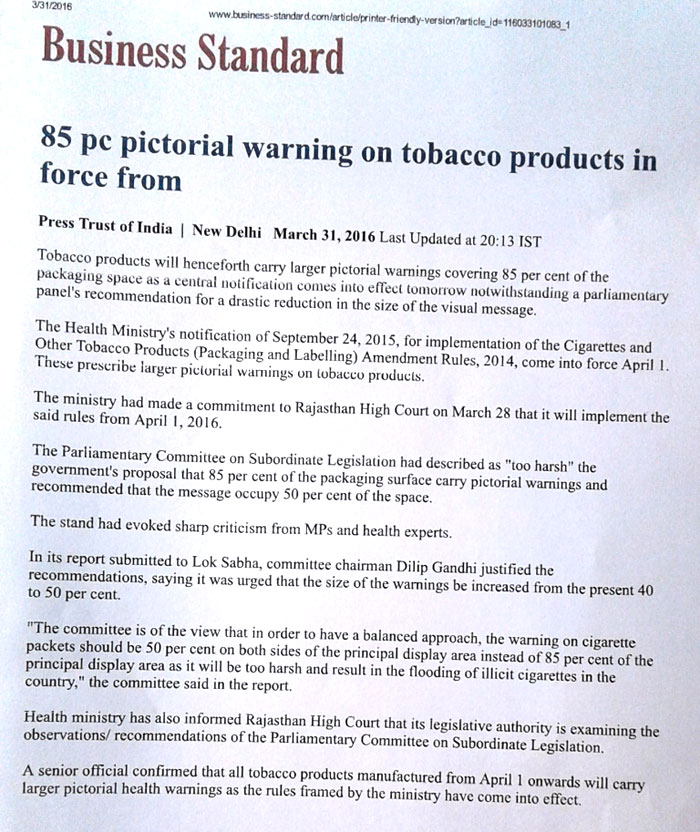 3/31/2016
www.business-standard.com/article/printer-friendly-version?article_id=116033101083_1
Business Standard
85 pc pictorial warning on tobacco products in
force from
Press Trust of India | New Delhi March 31, 2016 Last Updated at 20:13 IST
Tobacco products will henceforth carry larger pictorial warnings covering 85 per cent of the
packaging space as a central notification comes into effect tomorrow notwithstanding a parliamentary
panel's recommendation for a drastic reduction in the size of the visual message.
The Health Ministry's notification of September 24, 2015, for implementation of the Cigarettes and
Other Tobacco Products (Packaging and Labelling) Amendment Rules, 2014, come into force April 1.
These prescribe larger pictorial warnings on tobacco products.
The ministry had made a commitment to Rajasthan High Court on March 28 that it will implement the
said rules from April 1, 2016.
The Parliamentary Committee on Subordinate Legislation had described as "too harsh" the
government's proposal that 85 per cent of the packaging surface carry pictorial warnings and
recommended that the message occupy 50 per cent of the space.
The stand had evoked sharp criticism from MPs and health experts.
In its report submitted to Lok Sabha, committee chairman Dilip Gandhi justified the
recommendations, saying it was urged that the size of the warnings be increased from the present 40
to 50 per cent.
"The committee is of the view that in order to have a balanced approach, the warning on cigarette
packets should be 50 per cent on both sides of the principal display area instead of 85 per cent of the
principal display area as it will be too harsh and result in the flooding of illicit cigarettes in the
country," the committee said in the report.
Health ministry has also informed Rajasthan High Court that its legislative authority is examining the
observations/ recommendations of the Parliamentary Committee on Subordinate Legislation.
A senior official confirmed that all tobacco products manufactured from April 1 onwards will carry
larger pictorial health warnings as the rules framed by the ministry have come into effect.